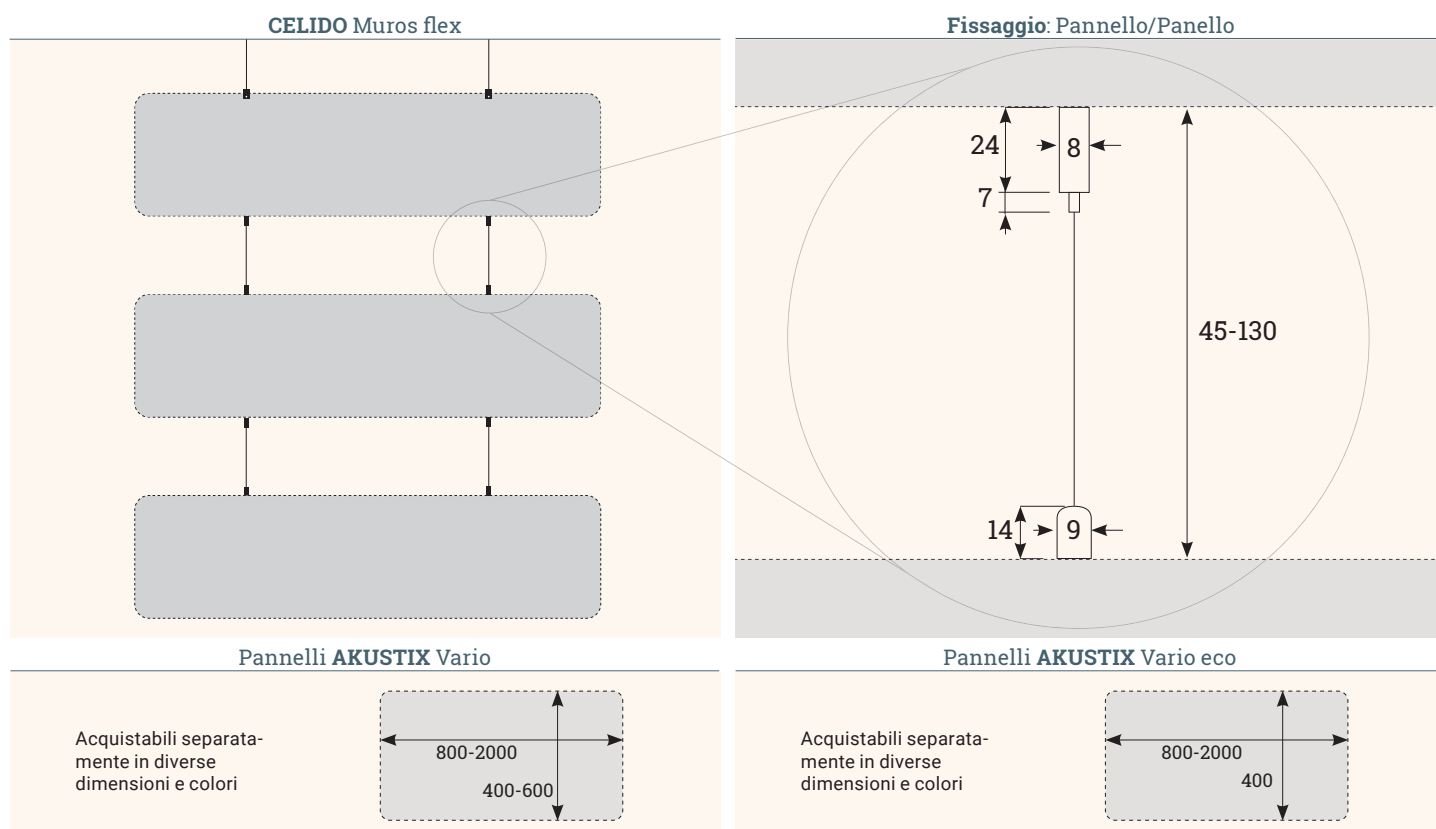 CELIDO Muros flex
Fissaggio: Pannello/Panello
24
8
7
45-130
14
9
Pannelli AKUSTIX Vario
Acquistabili separata-
mente in diverse
dimensioni e colori
800-2000
400-600
Pannelli AKUSTIX Vario eco
Acquistabili separata-
mente in diverse
dimensioni e colori
800-2000
400